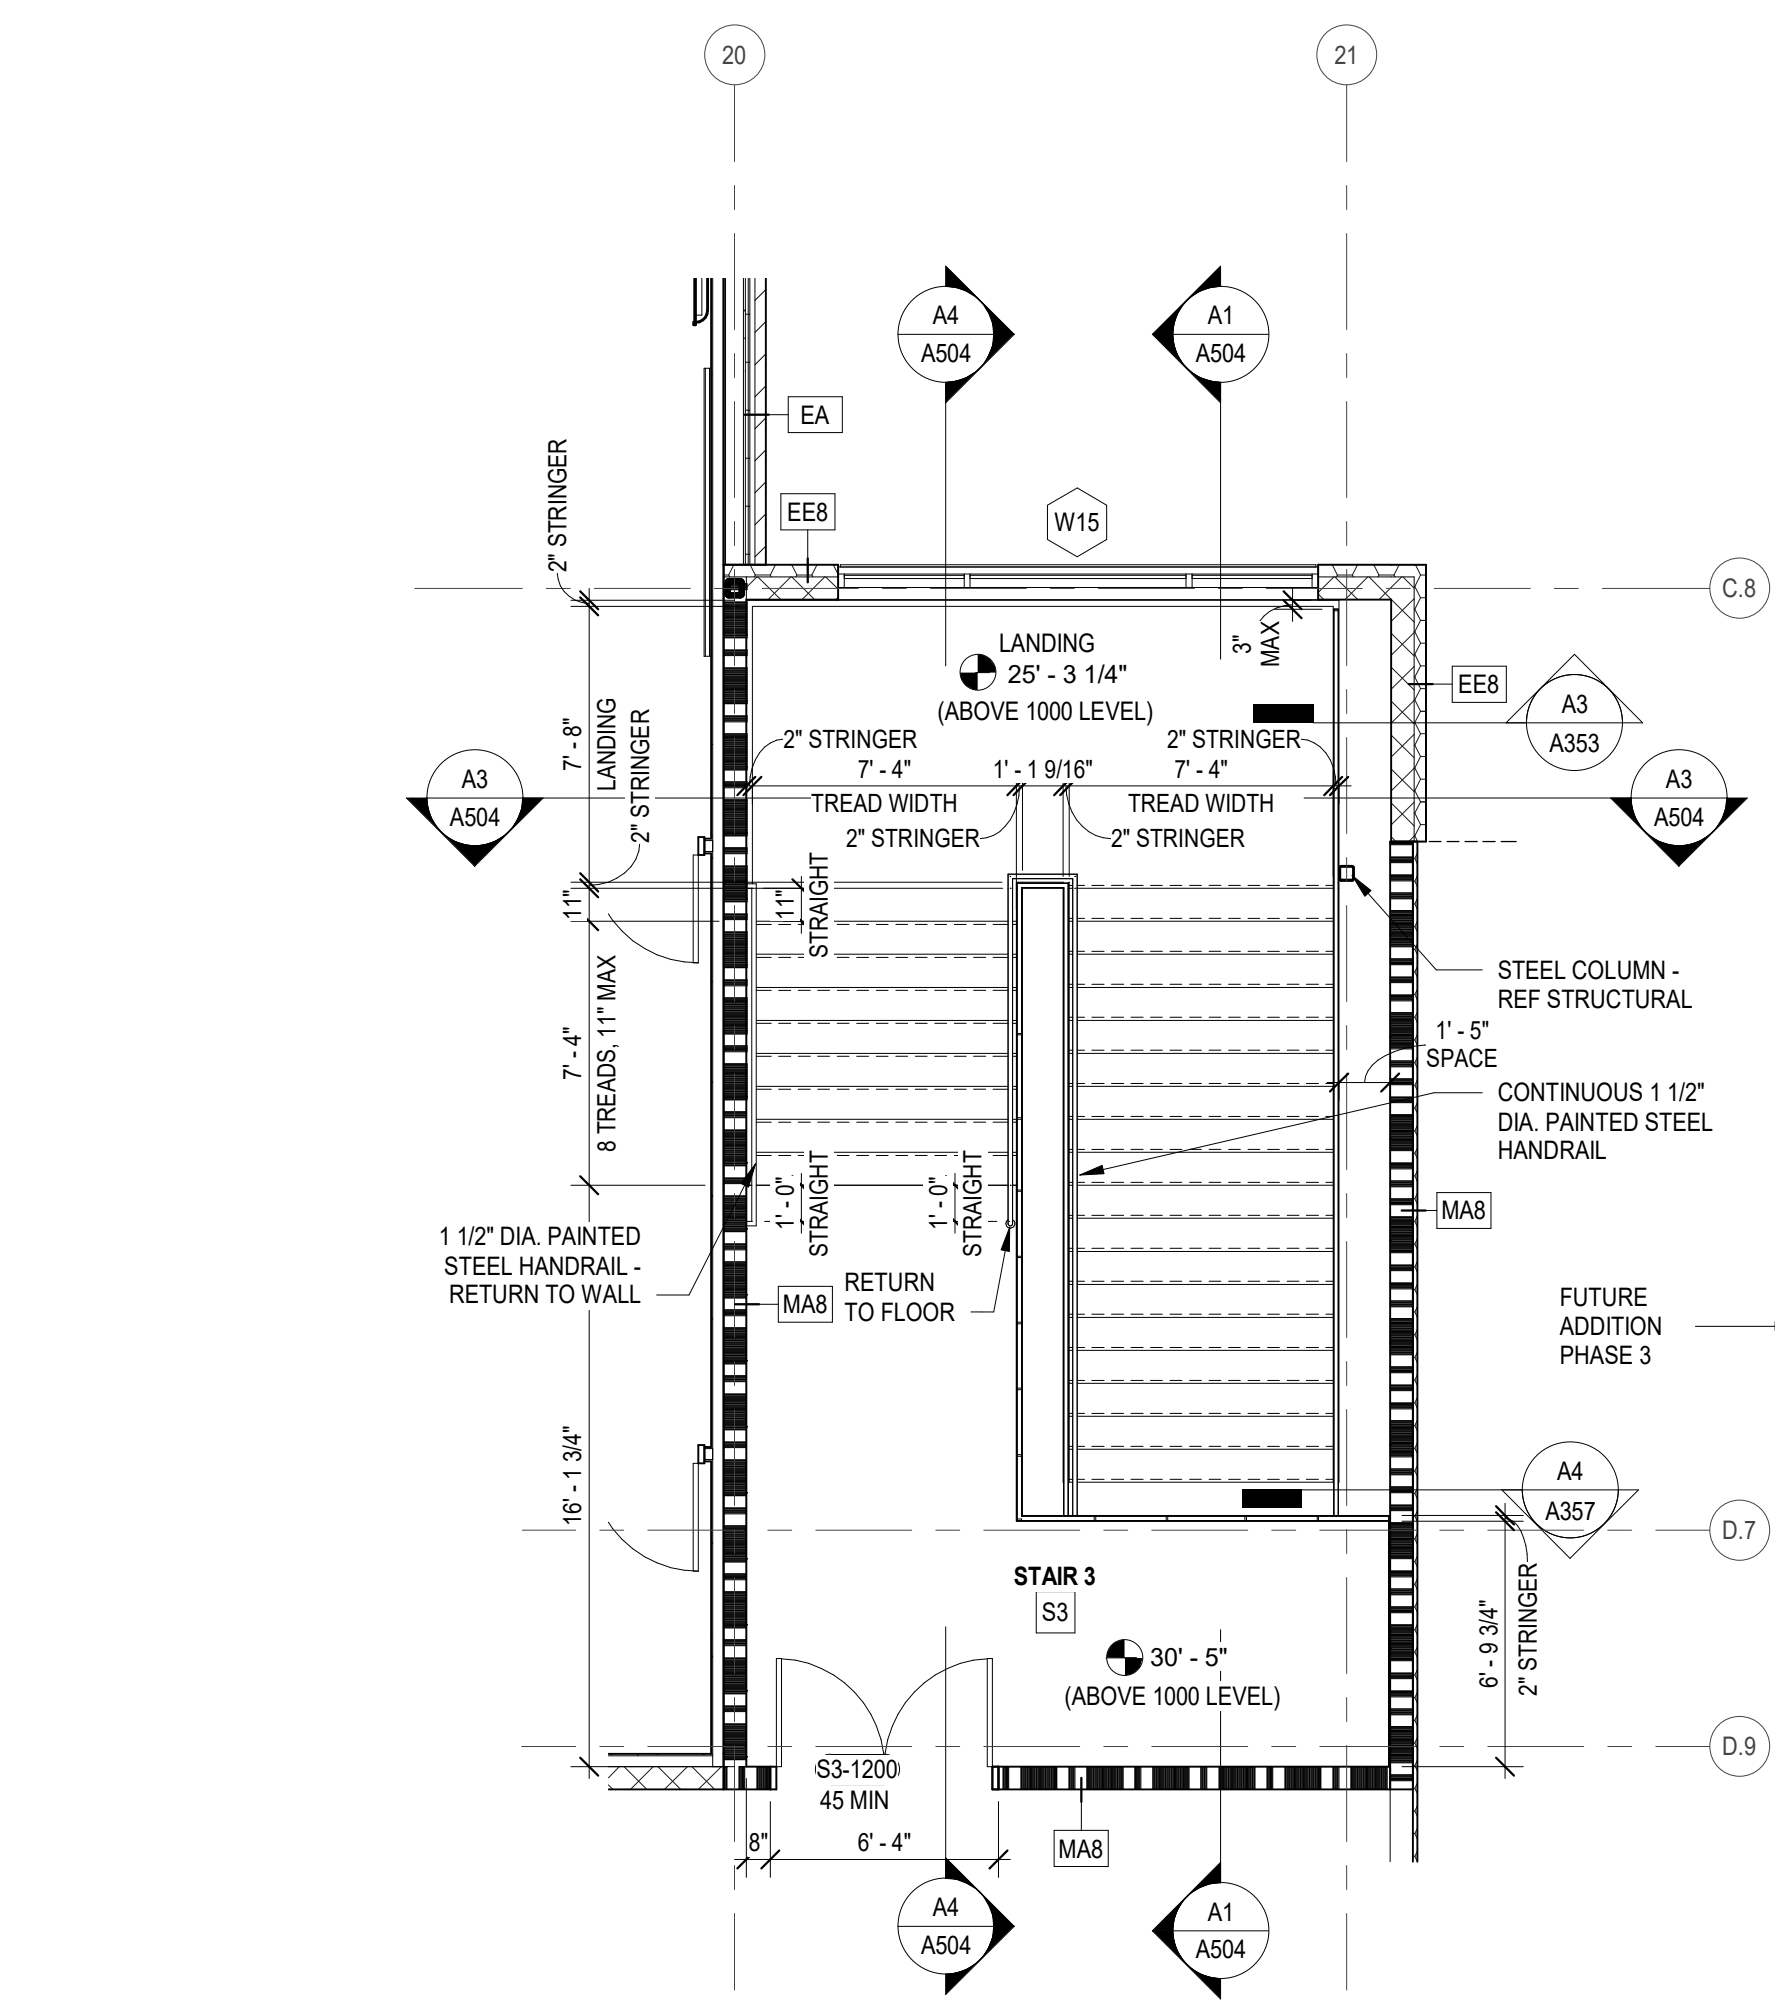 20
21
A4
A504
A1
A504
EA
2" STRINGER
EE8
W15
C.8
LANDING
25' - 3 1/4"
(ABOVE 1000 LEVEL)
3"
MAX
EE8
A3
A353
7' - 8"
LANDING
2" STRINGER
2" STRINGER
2" STRINGER
7' - 4"
1' - 1 9/16"
7' - 4"
TREAD WIDTH
TREAD WIDTH
2" STRINGER
2" STRINGER
A3
A504
A3
A504
11"
11"
STRAIGHT
STEEL COLUMN -
REF STRUCTURAL
7' - 4"
8 TREADS, 11" MAX
1' - 5"
SPACE
CONTINUOUS 1 1/2"
DIA. PAINTED STEEL
HANDRAIL
1' - 0"
STRAIGHT
1' - 0"
STRAIGHT
MA8
1 1/2" DIA. PAINTED
STEEL HANDRAIL -
RETURN TO WALL
MA8
RETURN
TO FLOOR
FUTURE
ADDITION
PHASE 3
16' - 1 3/4"
A4
A357
D.7
STAIR 3
S3
6' - 9 3/4"
2" STRINGER
30' - 5"
(ABOVE 1000 LEVEL)
D.9
S3-1200
45 MIN
8"
6' - 4"
MA8
A4
A504
A1
A504